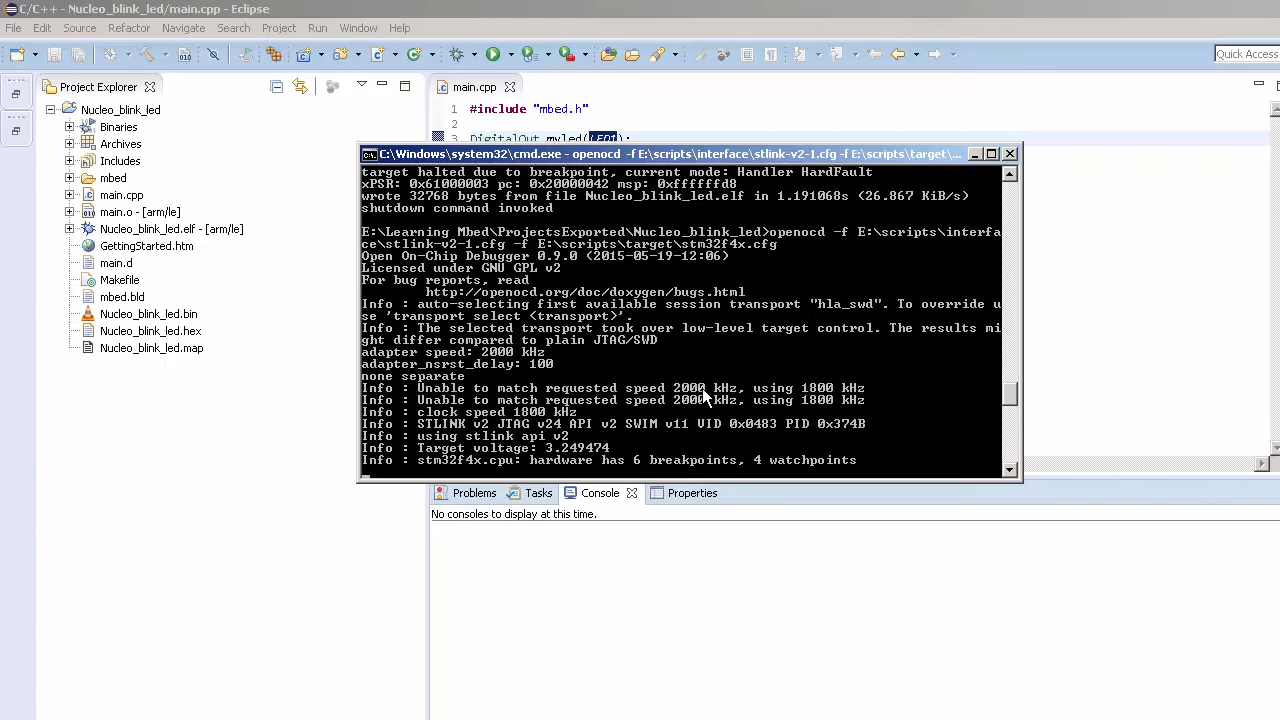 C/C++ - Nucleo_blink_led/main.cpp - Eclipse
File Edit Source Refactor Navigate Search Project Run Window Help
Quick Access
Project Explorer
main.cpp
Nucleo_blink_led
Binaries
Archives
Includes
mbed
main.cpp
main.o - [arm/le]
Nucleo_blink_led.elf - [arm/le]
GettingStarted.htm
main.d
Makefile
mbed.bld
Nucleo_blink_led.bin
Nucleo_blink_led.hex
Nucleo_blink_led.map
1 #include "mbed.h"
2
3 DigitalOut myled(LED1);
C:\Windows\system32\cmd.exe - openocd -f E:\scripts\interface\stlink-v2-1.cfg -f E:\scripts\target\...
target halted due to breakpoint, current mode: Handler HardFault
xPSR: 0x61000003 pc: 0x20000042 msp: 0xffffffd8
wrote 32768 bytes from file Nucleo_blink_led.elf in 1.191068s (26.867 KiB/s)
shutdown command invoked
E:\Learning Mbed\ProjectsExported\Nucleo_blink_led>openocd -f E:\scripts\interfa
ce\stlink-v2-1.cfg -f E:\scripts\target\stm32f4x.cfg
Open On-Chip Debugger 0.9.0 (2015-05-19-12:06)
Licensed under GNU GPL v2
For bug reports, read
http://openocd.org/doc/doxygen/bugs.html
Info : auto-selecting first available session transport "hla_swd". To override u
se 'transport select <transport>'.
Info : The selected transport took over low-level target control. The results mi
ght differ compared to plain JTAG/SWD
adapter speed: 2000 kHz
adapter_nsrst_delay: 100
none separate
Info : Unable to match requested speed 2000 kHz, using 1800 kHz
Info : Unable to match requested speed 2000 kHz, using 1800 kHz
Info : clock speed 1800 kHz
Info : STLINK v2 JTAG v24 API v2 SWIM v11 VID 0x0483 PID 0x374B
Info : using stlink api v2
Info : Target voltage: 3.249474
Info : stm32f4x.cpu: hardware has 6 breakpoints, 4 watchpoints
Problems Tasks Console Properties
No consoles to display at this time.